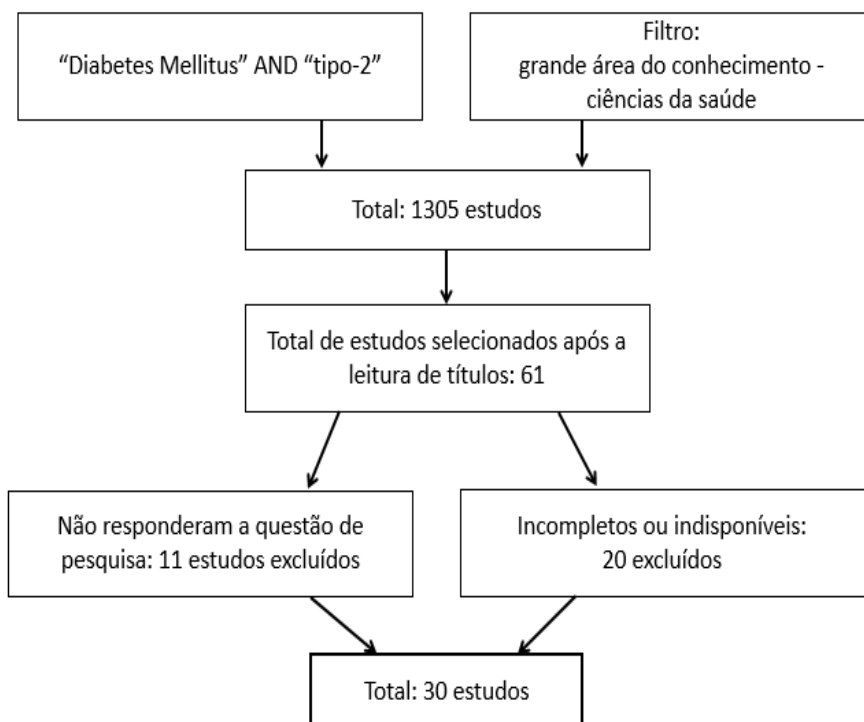 “Diabetes Mellitus” AND “tipo-2”
Filtro:
grande área do conhecimento -
ciências da saúde
Total: 1305 estudos
Total de estudos selecionados após a
leitura de títulos: 61
Não responderam a questão de
pesquisa: 11 estudos excluídos
Incompletos ou indisponíveis:
20 excluídos
Total: 30 estudos